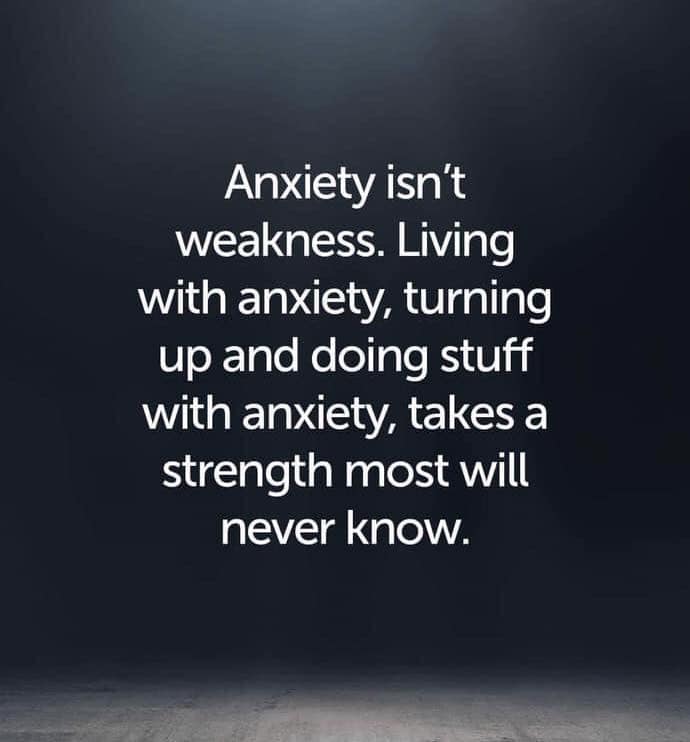 Anxiety isn't
weakness. Living
with anxiety, turning
up and doing stuff
with anxiety, takes a
strength most will
never know.